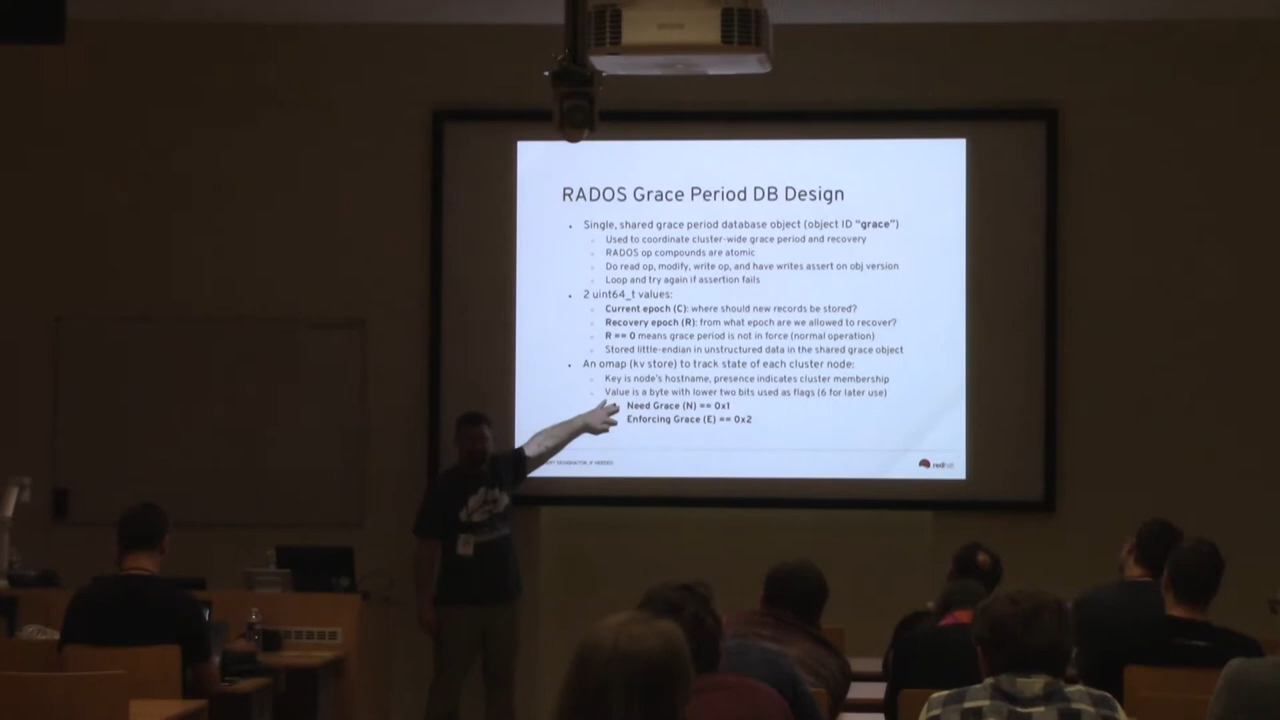 RADOS Grace Period DB Design
Single, shared grace period database object (object ID "grace")
Used to coordinate cluster-wide grace period and recovery
RADOS op compounds are atomic
Do read op, modify, write op, and have writes assert on obj version
Loop and try again if assertion fails
2 uint64_t values:
Current epoch (C): where should new records be stored?
Recovery epoch (R): from what epoch are we allowed to recover?
R == 0 means grace period is not in force (normal operation)
Stored little-endian in unstructured data in the shared grace object
An omap (kv store) to track state of each cluster node:
Key is node's hostname, presence indicates cluster membership
Value is a byte with lower two bits used as flags (6 for later use)
Need Grace (N) == 0x1
Enforcing Grace (E) == 0x2
DESIGNATOR, IF NEEDED
redhat